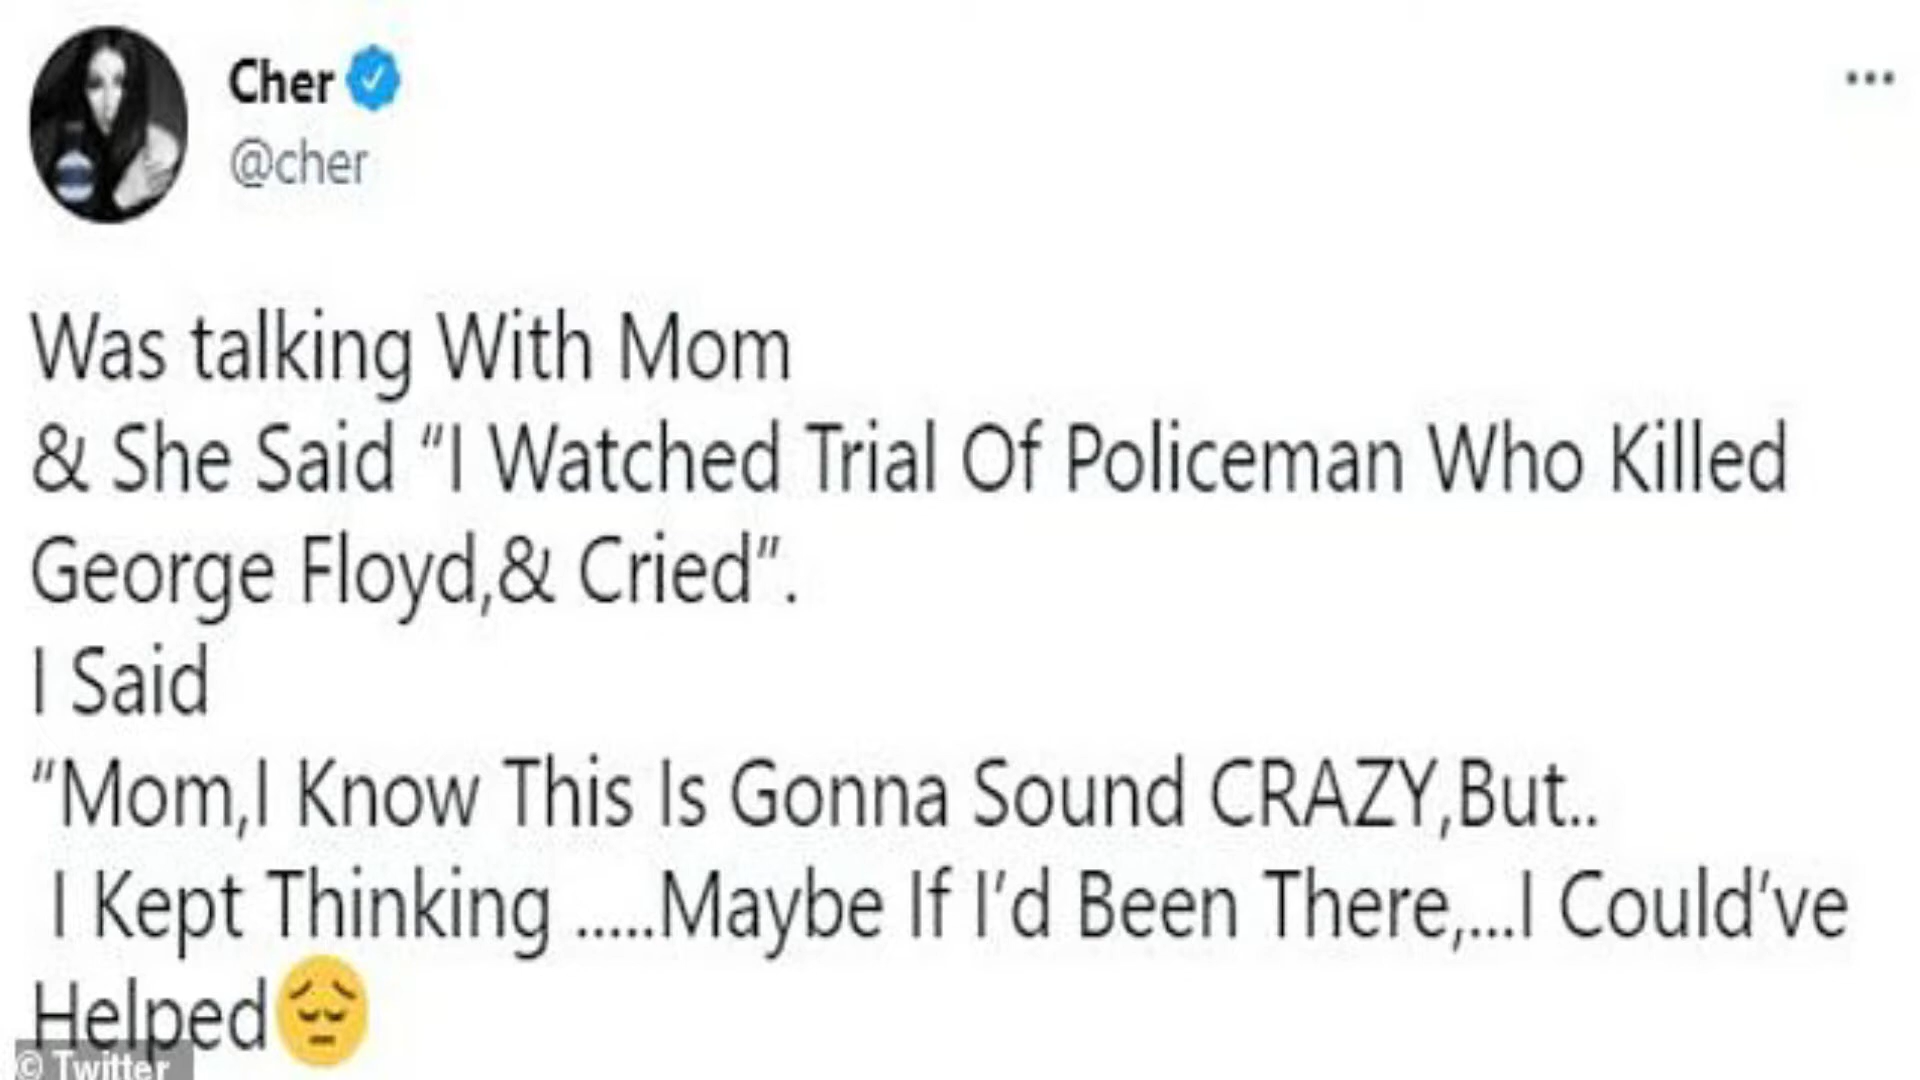 Cher
@cher
Was talking With Mom
& She Said “I Watched Trial Of Policeman Who Killed
George Floyd,& Cried”.
I Said
“Mom,I Know This Is Gonna Sound CRAZY,But..
I Kept Thinking .....Maybe If I’d Been There,...I Could’ve
Helped😔
© Twitter